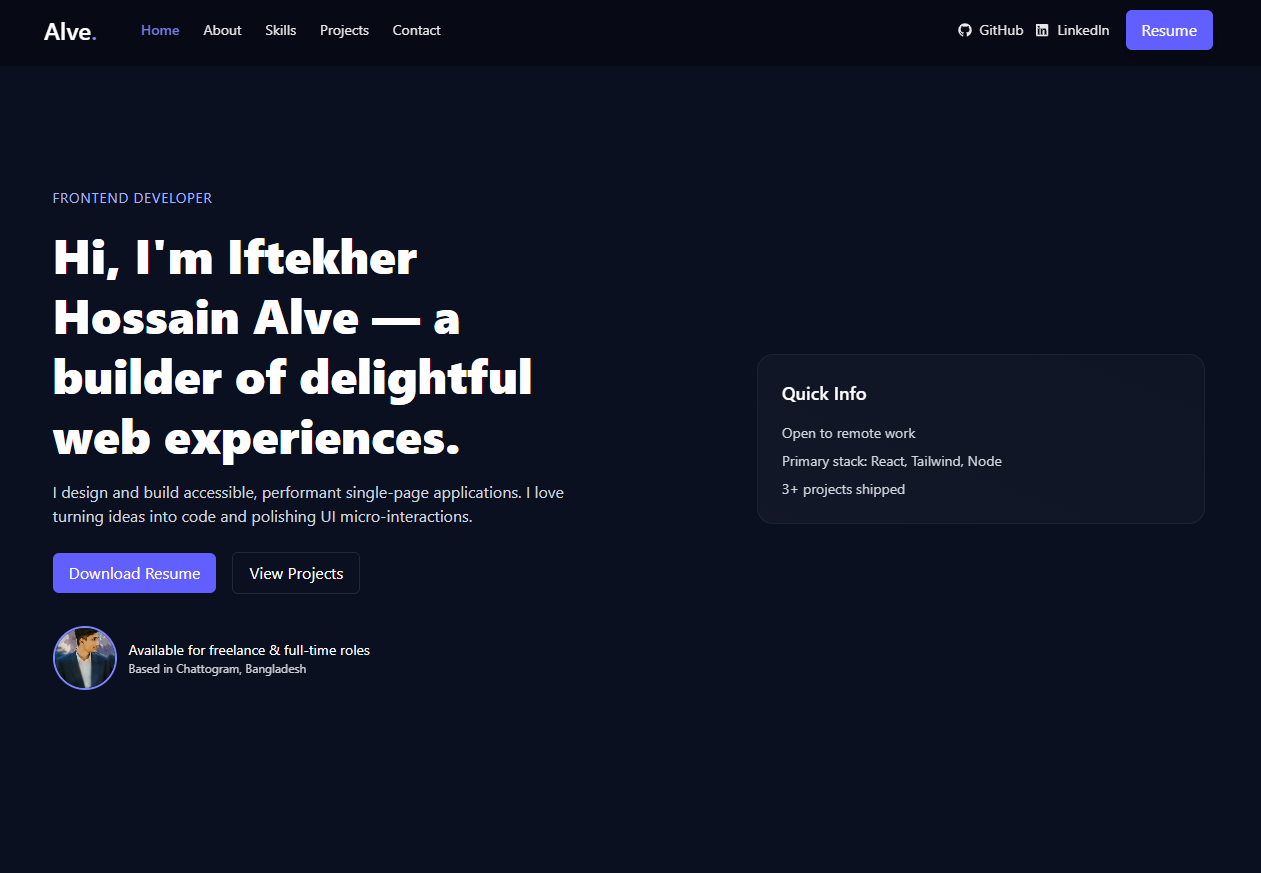 Alve.
Home
About
Skills
Projects
Contact
GitHub
LinkedIn
Resume
FRONTEND DEVELOPER
Hi, I'm Iftekher
Hossain Alve — a
builder of delightful
web experiences.
I design and build accessible, performant single-page applications. I love
turning ideas into code and polishing UI micro-interactions.
Download Resume
View Projects
Available for freelance & full-time roles
Based in Chattogram, Bangladesh
Quick Info
Open to remote work
Primary stack: React, Tailwind, Node
3+ projects shipped